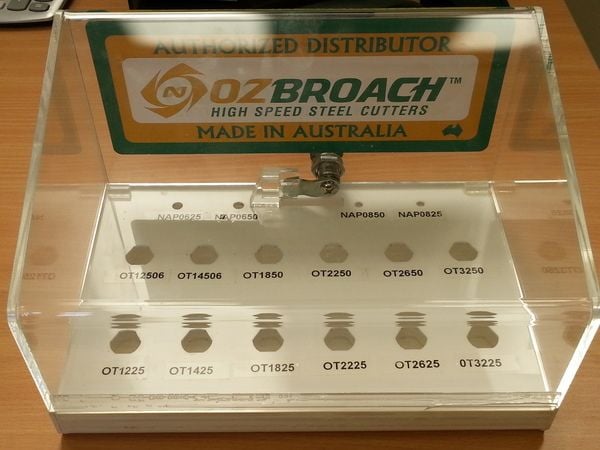 AUTHORIZED DISTRIBUTOR
N OZBROACH™
HIGH SPEED STEEL CUTTERS
MADE IN AUSTRALIA
NAP0625 NAP0650 NAP0850 NAP0825
OT12506 OT14506 OT1850 OT2250 OT2650 OT3250
OT1225 OT1425 OT1825 OT2225 OT2625 0T3225